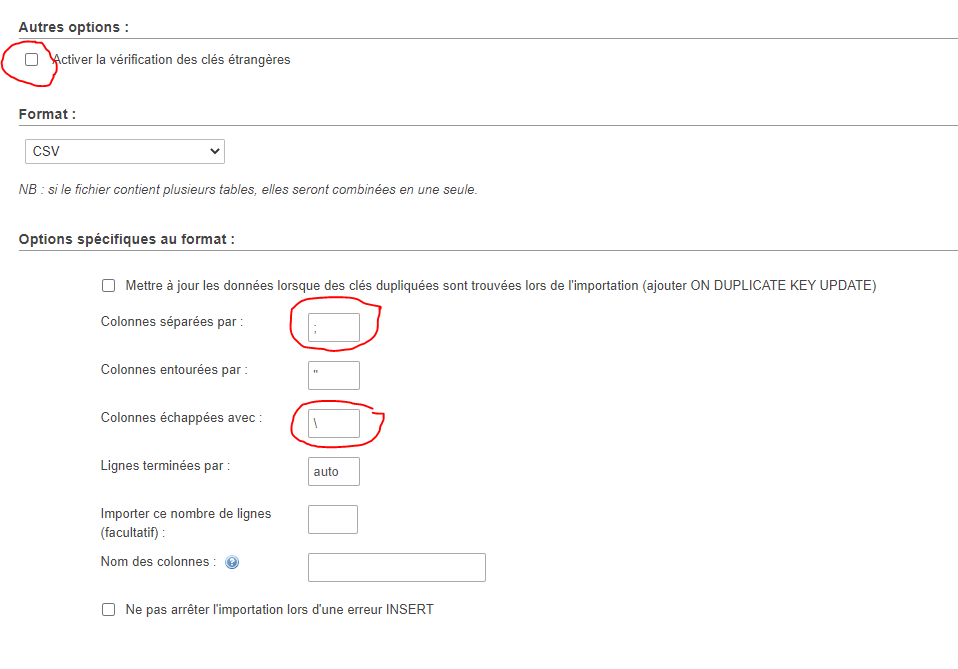 Autres options :
Activer la vérification des clés étrangères
Format :
CSV
NB : si le fichier contient plusieurs tables, elles seront combinées en une seule.
Options spécifiques au format :
Mettre à jour les données lorsque des clés dupliquées sont trouvées lors de l'importation (ajouter ON DUPLICATE KEY UPDATE)
Colonnes séparées par : ;
Colonnes entourées par : "
Colonnes échappées avec : \
Lignes terminées par : auto
Importer ce nombre de lignes
(facultatif) :
Nom des colonnes : ?
Ne pas arrêter l'importation lors d'une erreur INSERT